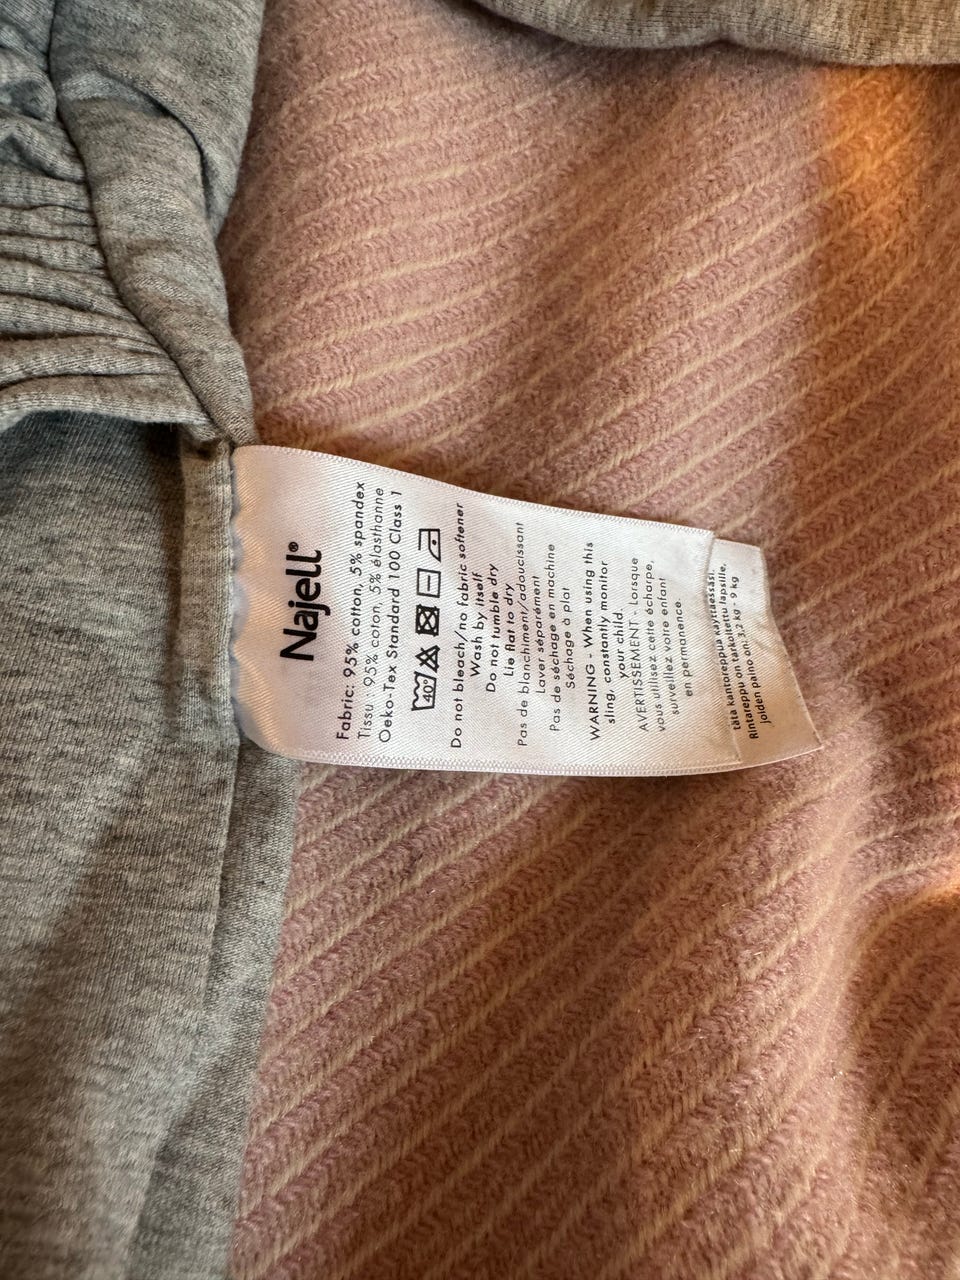 Najell®
Fabric: 95% cotton, 5% spandex
Tissu : 95% coton, 5% élasthanne
Oeko-Tex Standard 100 Class 1
40°
Do not bleach/no fabric softener
Wash by itself
Do not tumble dry
Lie flat to dry
Pas de blanchiment/adoucissant
Laver séparément
Pas de séchage en machine
Séchage à plat
WARNING - When using this
sling, constantly monitor
your child.
AVERTISSEMENT - Lorsque
vous utilisez cette écharpe,
surveillez votre enfant
en permanence.
tätä kantoreppua käyttäessäsi.
Rintareppu on tarkoitettu lapsille,
joiden paino on: 3,2 kg - 9 kg